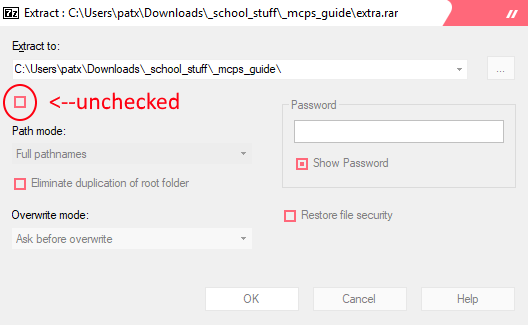 7z Extract : C:\Users\patx\Downloads\_school_stuff\_mcps_guide\extra.rar
Extract to:
C:\Users\patx\Downloads\_school_stuff\_mcps_guide\
...
<--unchecked
Password
Path mode:
Full pathnames
Show Password
Eliminate duplication of root folder
Overwrite mode:
Restore file security
Ask before overwrite
OK
Cancel
Help